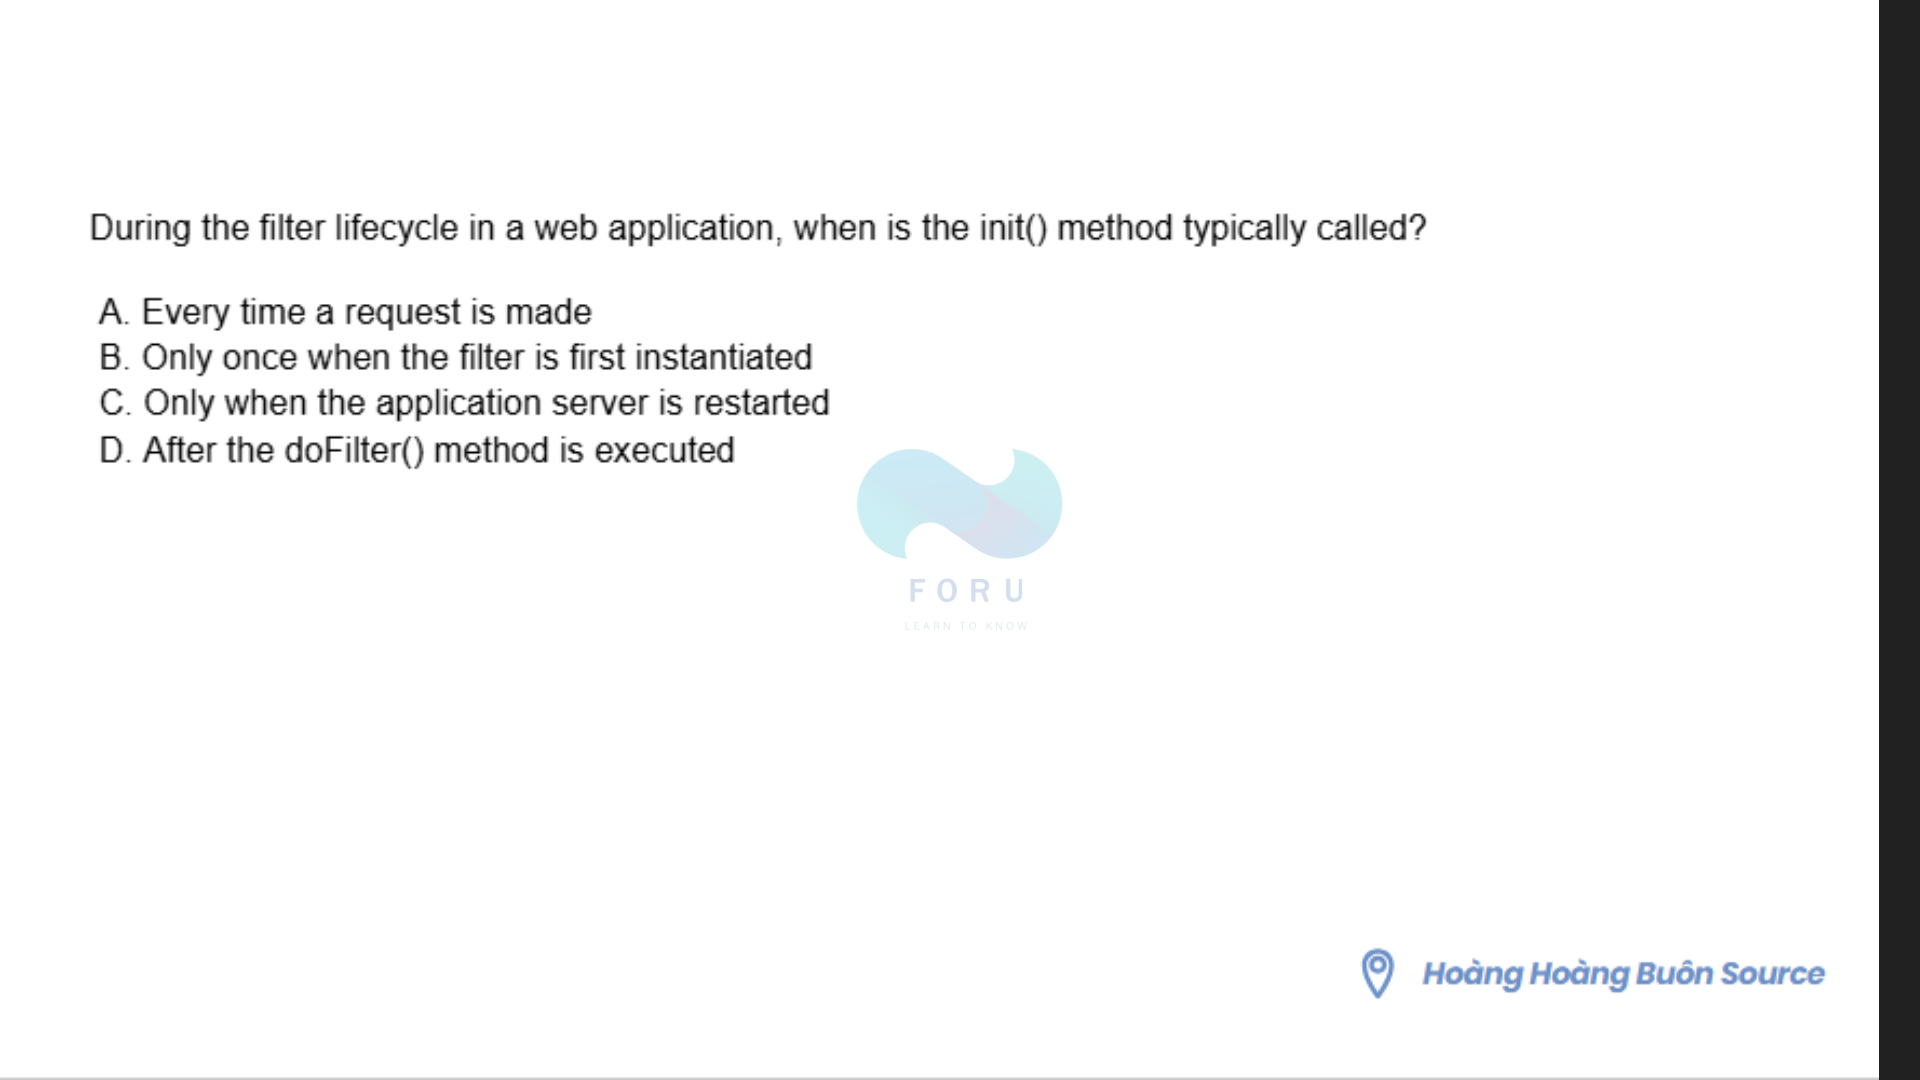 During the filter lifecycle in a web application, when is the init() method typically called?
A. Every time a request is made
B. Only once when the filter is first instantiated
C. Only when the application server is restarted
D. After the doFilter() method is executed
FORU
LEARN TO KNOW
Hoàng Hoàng Buôn Source